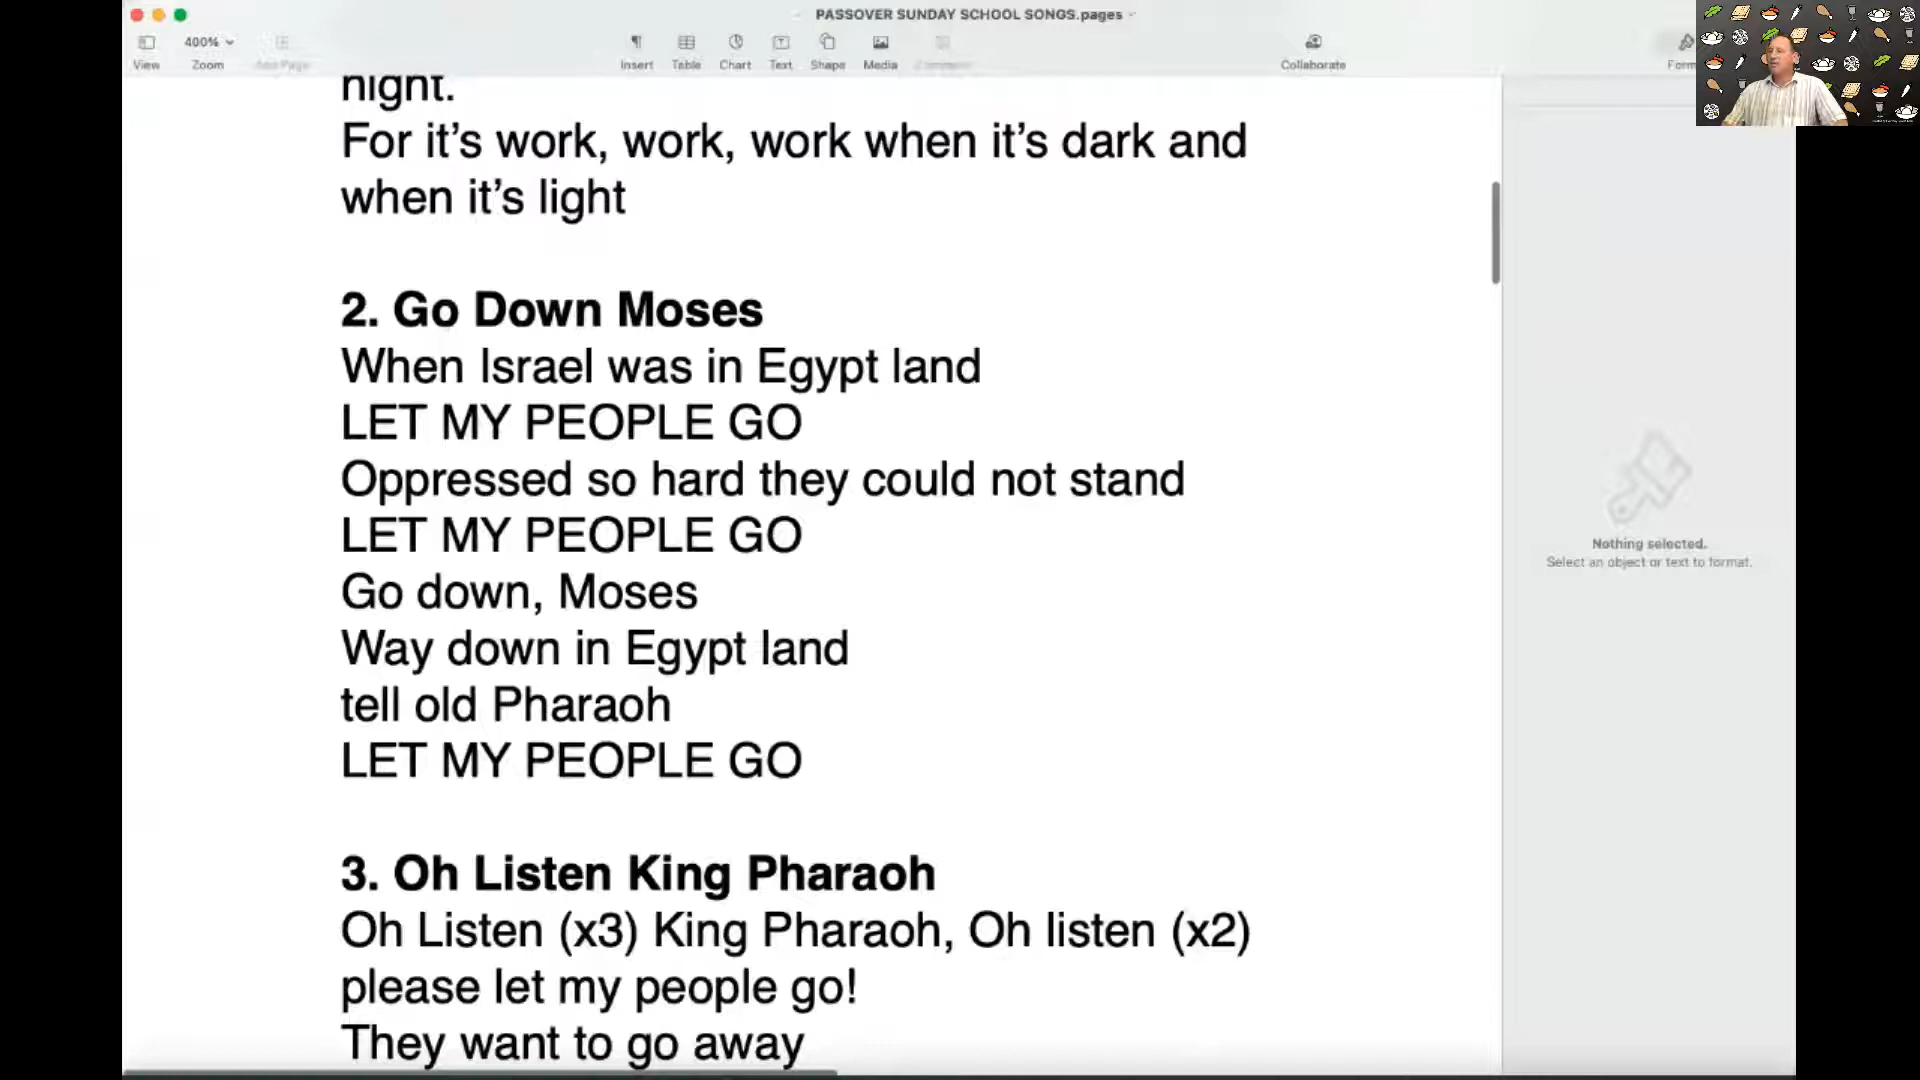 PASSOVER SUNDAY SCHOOL SONGS.pages
400%
View
Zoom
Add Page
Insert
Table
Chart
Text
Shape
Media
Comment
Collaborate
night.
For it’s work, work, work when it’s dark and
when it’s light
2. Go Down Moses
When Israel was in Egypt land
LET MY PEOPLE GO
Oppressed so hard they could not stand
LET MY PEOPLE GO
Go down, Moses
Way down in Egypt land
tell old Pharaoh
LET MY PEOPLE GO
3. Oh Listen King Pharaoh
Oh Listen (x3) King Pharaoh, Oh listen (x2)
please let my people go!
They want to go away
Nothing selected.
Select an object or text to format.